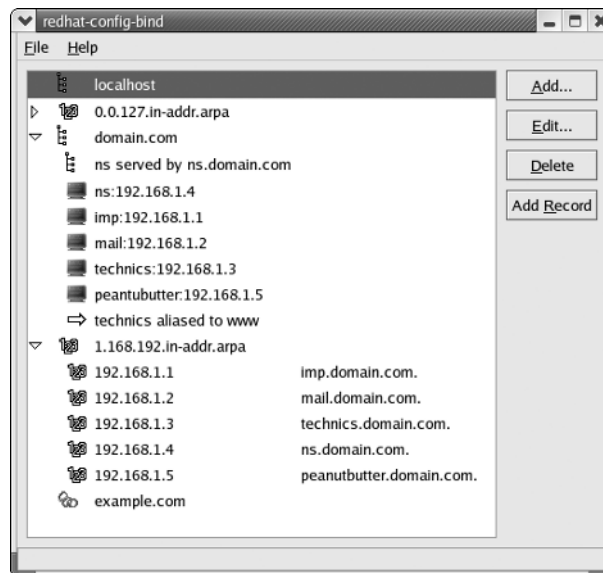 redhat-config-bind
File Help
localhost
Add...
0.0.127.in-addr.arpa
Edit...
domain.com
ns served by ns.domain.com
Delete
ns:192.168.1.4
Add Record
imp:192.168.1.1
mail:192.168.1.2
technics:192.168.1.3
peantubutter:192.168.1.5
technics aliased to www
1.168.192.in-addr.arpa
192.168.1.1 imp.domain.com.
192.168.1.2 mail.domain.com.
192.168.1.3 technics.domain.com.
192.168.1.4 ns.domain.com.
192.168.1.5 peanutbutter.domain.com.
example.com